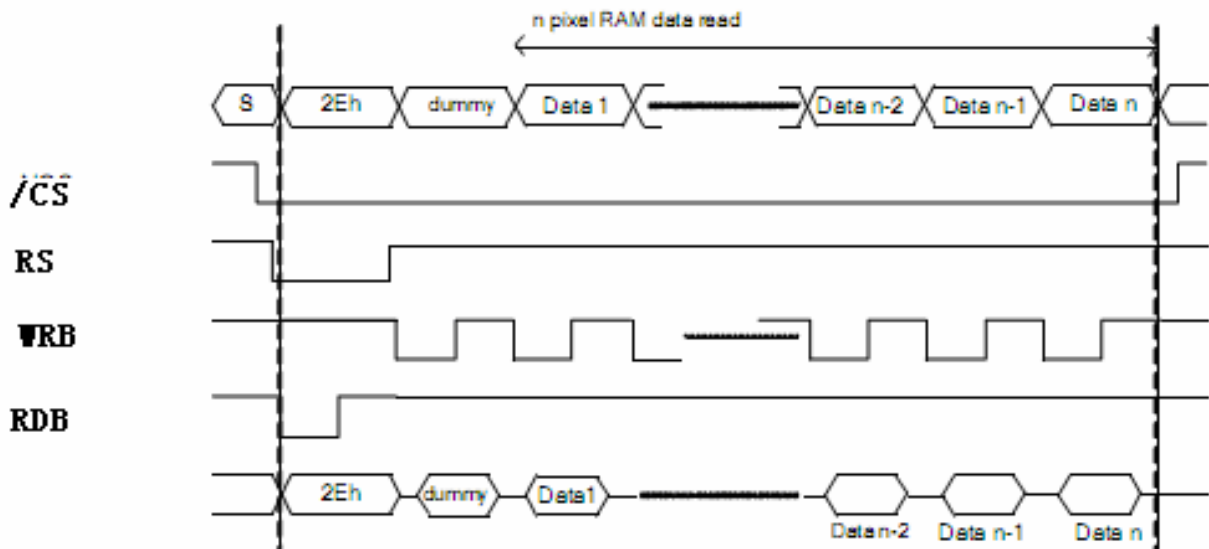 n pixel RAM data read
S 2Eh dummy Data 1 Data n-2 Data n-1 Data n
/CS
RS
WRB
RDB
2Eh dummy Data1
Data n-2 Data n-1 Data n